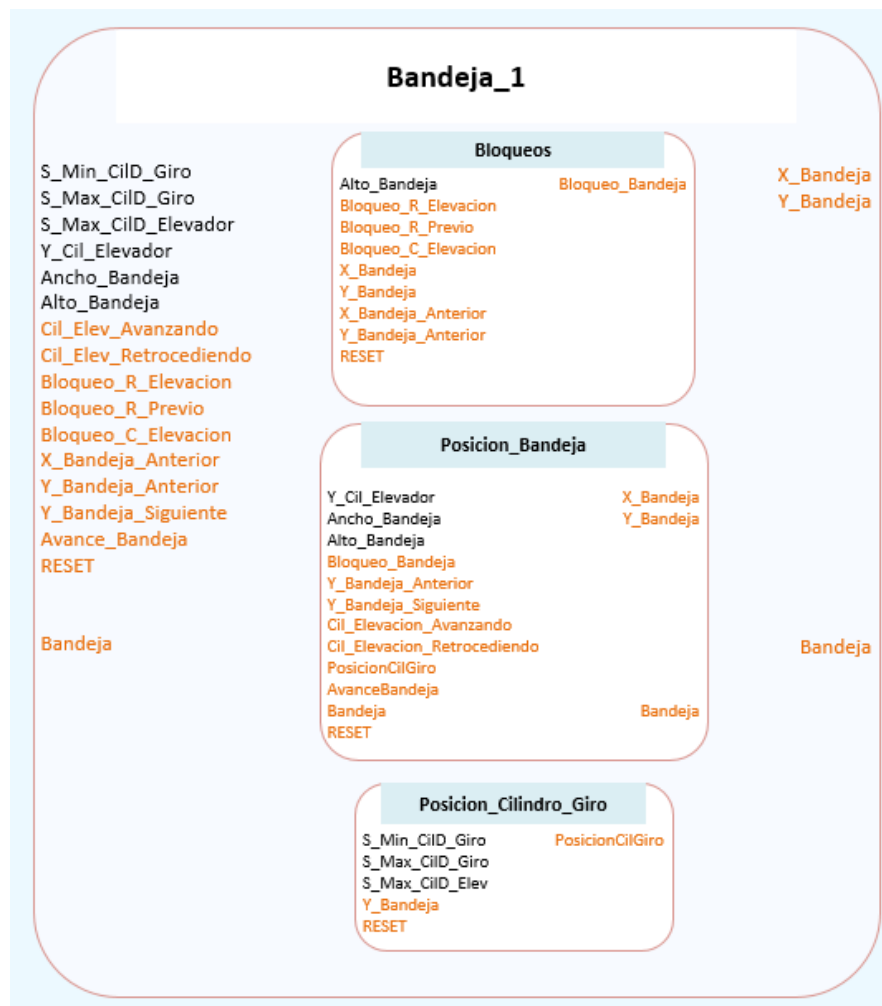 Bandeja_1
S_Min_CilD_Giro
S_Max_CilD_Giro
S_Max_CilD_Elevador
Y_Cil_Elevador
Ancho_Bandeja
Alto_Bandeja
Cil_Elev_Avanzando
Cil_Elev_Retrocediendo
Bloqueo_R_Elevacion
Bloqueo_R_Previo
Bloqueo_C_Elevacion
X_Bandeja_Anterior
Y_Bandeja_Anterior
Y_Bandeja_Siguiente
Avance_Bandeja
RESET
Bandeja
Bloqueos
Alto_Bandeja Bloqueo_Bandeja
Bloqueo_R_Elevacion
Bloqueo_R_Previo
Bloqueo_C_Elevacion
X_Bandeja
Y_Bandeja
X_Bandeja_Anterior
Y_Bandeja_Anterior
RESET
Posicion_Bandeja
Y_Cil_Elevador X_Bandeja
Ancho_Bandeja Y_Bandeja
Alto_Bandeja
Bloqueo_Bandeja
Y_Bandeja_Anterior
Y_Bandeja_Siguiente
Cil_Elevacion_Avanzando
Cil_Elevacion_Retrocediendo
PosicionCilGiro
AvanceBandeja
Bandeja Bandeja
RESET
Posicion_Cilindro_Giro
S_Min_CilD_Giro PosicionCilGiro
S_Max_CilD_Giro
S_Max_CilD_Elev
Y_Bandeja
RESET
X_Bandeja
Y_Bandeja
Bandeja